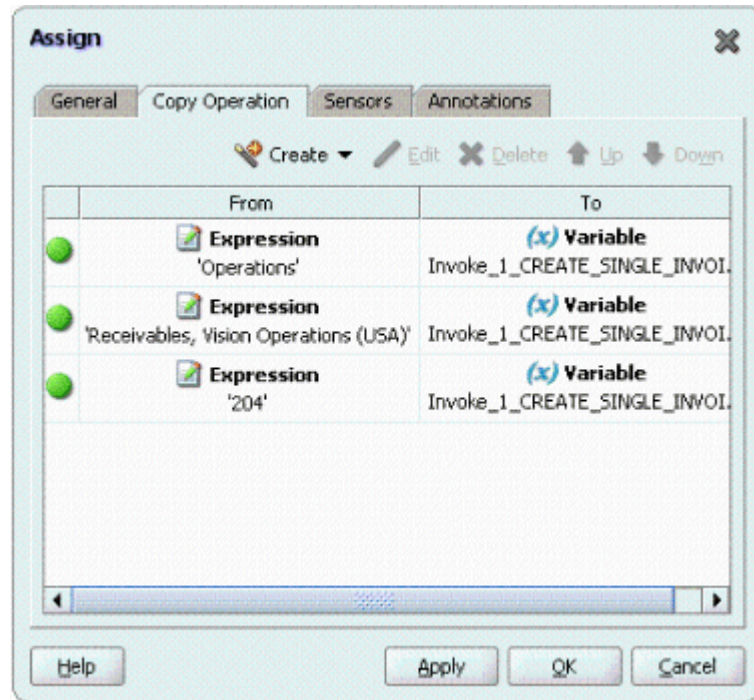 Assign
General Copy Operation Sensors Annotations
Create Edit Delete Up Down
From To
Expression (x) Variable
'Operations' Invoke_1_CREATE_SINGLE_INVOI.
Expression (x) Variable
'Receivables, Vision Operations (USA)' Invoke_1_CREATE_SINGLE_INVOI.
Expression (x) Variable
'204' Invoke_1_CREATE_SINGLE_INVOI.
Help Apply OK Cancel